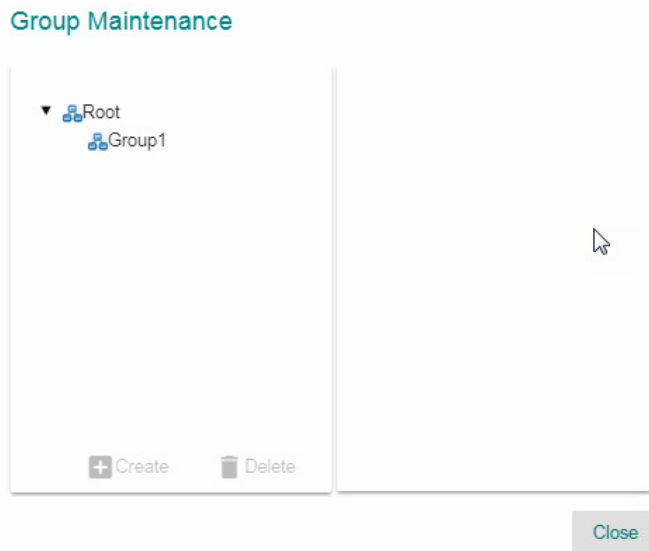 Group Maintenance
Root
Group1
Create Delete
Close